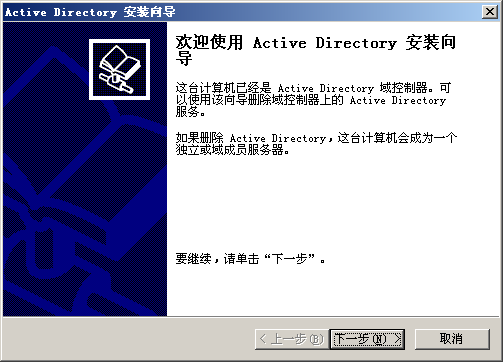 Active Directory 安装向导
欢迎使用 Active Directory 安装向
导
这台计算机已经是 Active Directory 域控制器。可
以使用该向导删除域控制器上的 Active Directory
服务。
如果删除 Active Directory，这台计算机会成为一个
独立或域成员服务器。
要继续，请单击“下一步”。
< 上一步(B) 下一步(N) > 取消